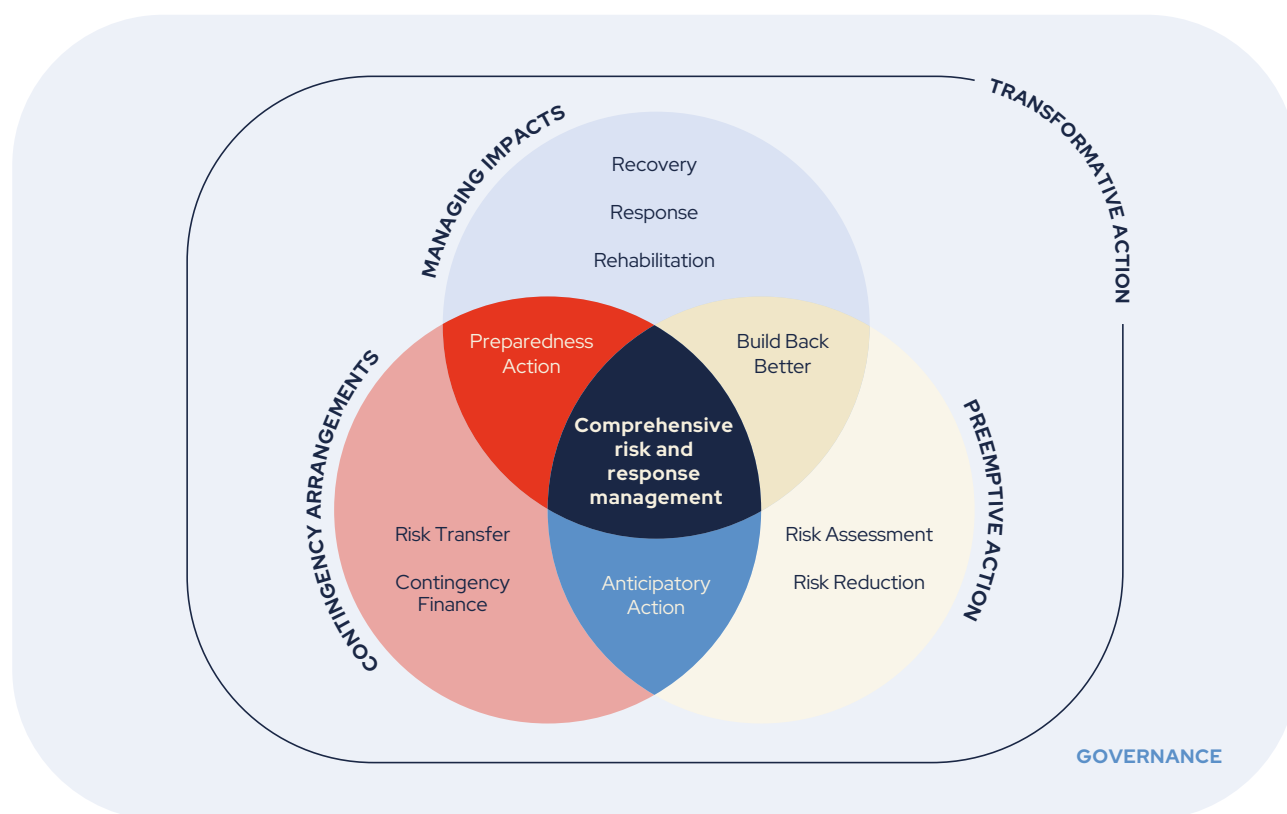 TRANSFORMATIVE ACTION
MANAGING IMPACTS
Recovery
Response
Rehabilitation
Preparedness
Action
Build Back
Better
CONTINGENCY ARRANGEMENTS
PREEMPTIVE ACTION
Comprehensive
risk and
response
management
Risk Transfer
Contingency
Finance
Anticipatory
Action
Risk Assessment
Risk Reduction
GOVERNANCE